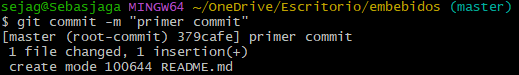 sejag@Sebasjaga MINGW64 ~/OneDrive/Escritorio/embebidos (master)
$ git commit -m "primer commit"
[master (root-commit) 379cafe] primer commit
 1 file changed, 1 insertion(+)
 create mode 100644 README.md